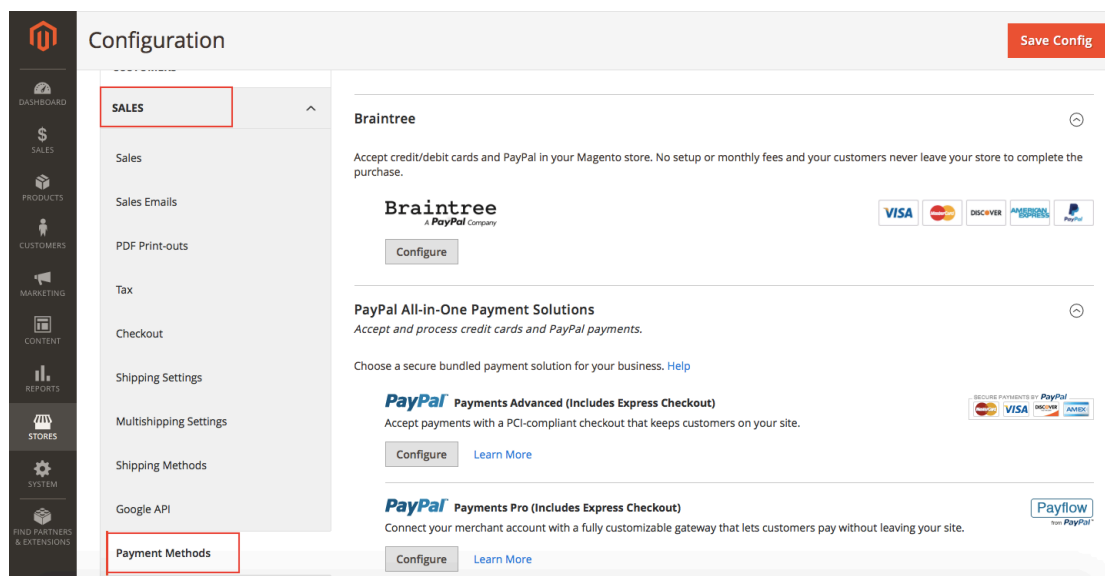 Configuration
Save Config
DASHBOARD
SALES
PRODUCTS
CUSTOMERS
MARKETING
CONTENT
REPORTS
STORES
SYSTEM
FIND PARTNERS
& EXTENSIONS
CUSTOMERS
SALES
Sales
Sales Emails
PDF Print-outs
Tax
Checkout
Shipping Settings
Multishipping Settings
Shipping Methods
Google API
Payment Methods
Braintree
Accept credit/debit cards and PayPal in your Magento store. No setup or monthly fees and your customers never leave your store to complete the
purchase.
Braintree
A PayPal Company
VISA MasterCard DISCOVER AMERICAN EXPRESS PayPal
Configure
PayPal All-in-One Payment Solutions
Accept and process credit cards and PayPal payments.
Choose a secure bundled payment solution for your business. Help
PayPal Payments Advanced (Includes Express Checkout)
Accept payments with a PCI-compliant checkout that keeps customers on your site.
SECURE PAYMENTS BY PayPal
MasterCard VISA DISCOVER AMEX
Configure Learn More
PayPal Payments Pro (Includes Express Checkout)
Connect your merchant account with a fully customizable gateway that lets customers pay without leaving your site.
Payflow
from PayPal
Configure Learn More